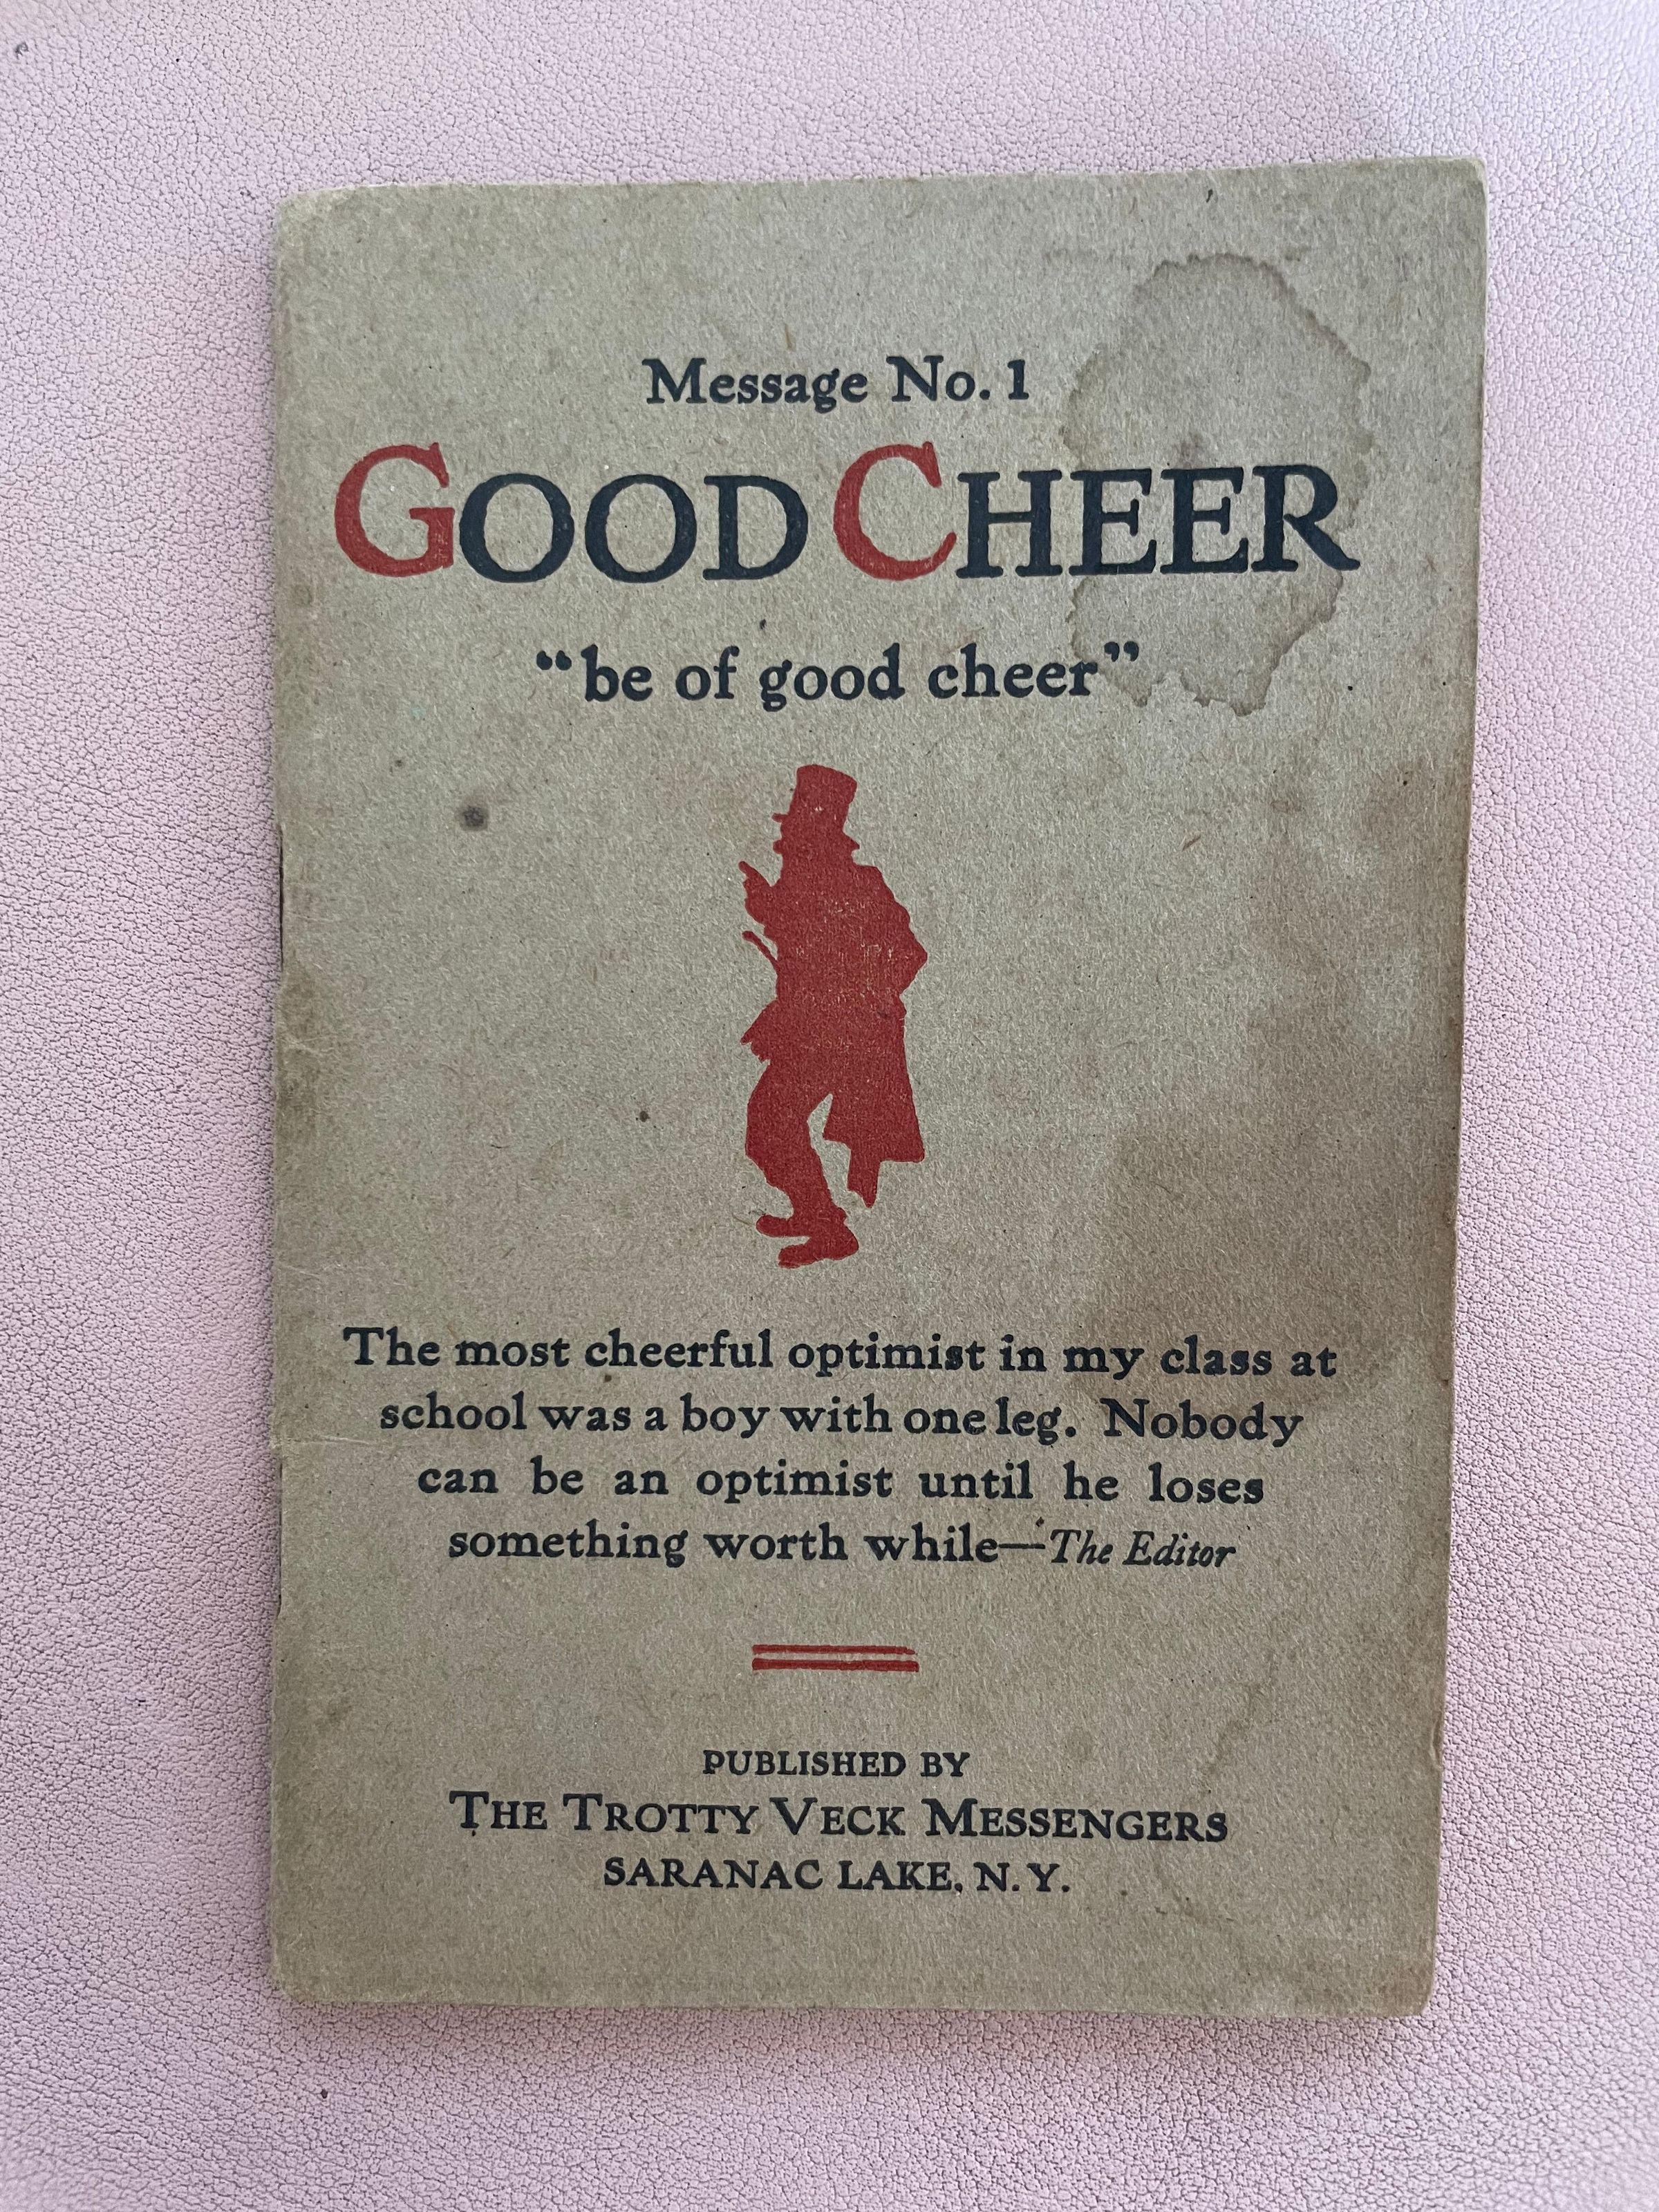 Message No. 1
GOOD CHEER
“be of good cheer”
The most cheerful optimist in my class at
school was a boy with one leg. Nobody
can be an optimist until he loses
something worth while—The Editor
PUBLISHED BY
THE TROTTY VECK MESSENGERS
SARANAC LAKE, N. Y.